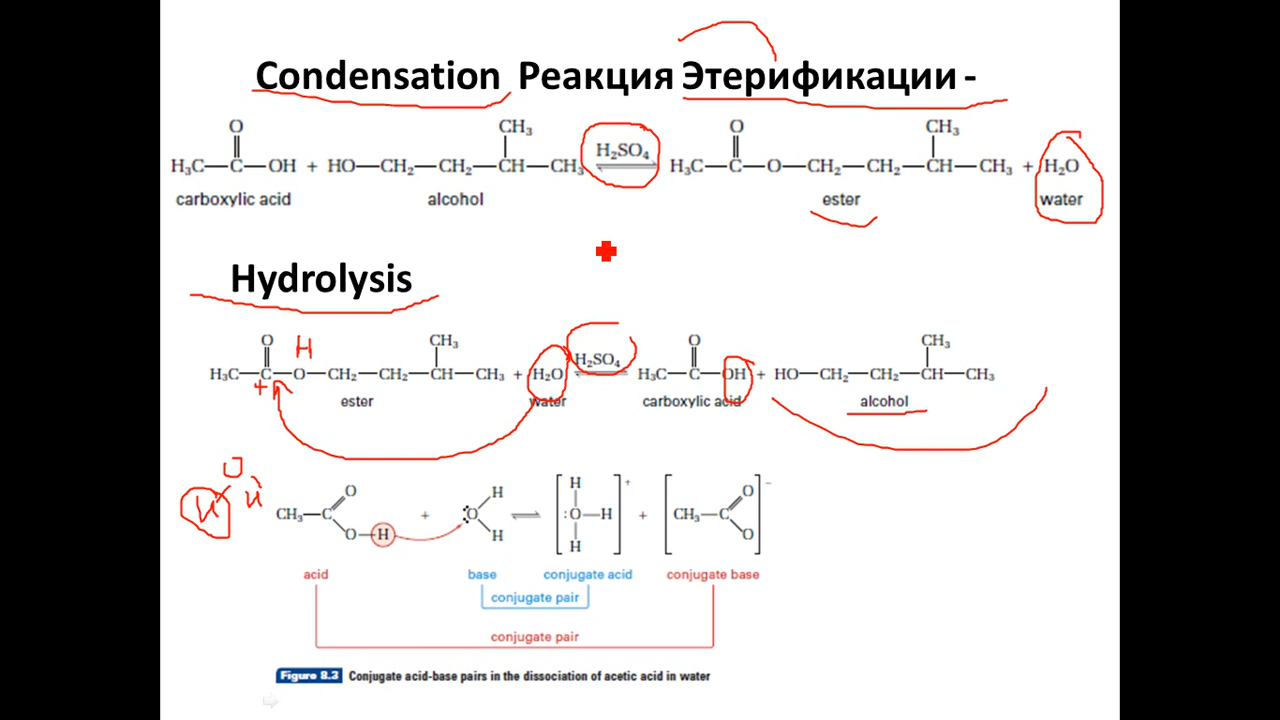 Condensation Реакция Этерификации -
O CH₃
H₃C—C—OH + HO—CH₂—CH₂—CH—CH₃ H₂SO₄ H₃C—C—O—CH₂—CH₂—CH—CH₃ + H₂O
O CH₃
carboxylic acid alcohol ester water
Hydrolysis
O H CH₃ O CH₃
H₃C—C—O—CH₂—CH₂—CH—CH₃ + H₂O H₂SO₄ H₃C—C—OH + HO—CH₂—CH₂—CH—CH₃
+
ester water carboxylic acid alcohol
CH₃—C O O—H + :O H H ⇌ [H :O—H H]⁺ + [CH₃—C O O]⁻
acid base conjugate acid conjugate base
conjugate pair
conjugate pair
Figure 8.3 Conjugate acid-base pairs in the dissociation of acetic acid in water